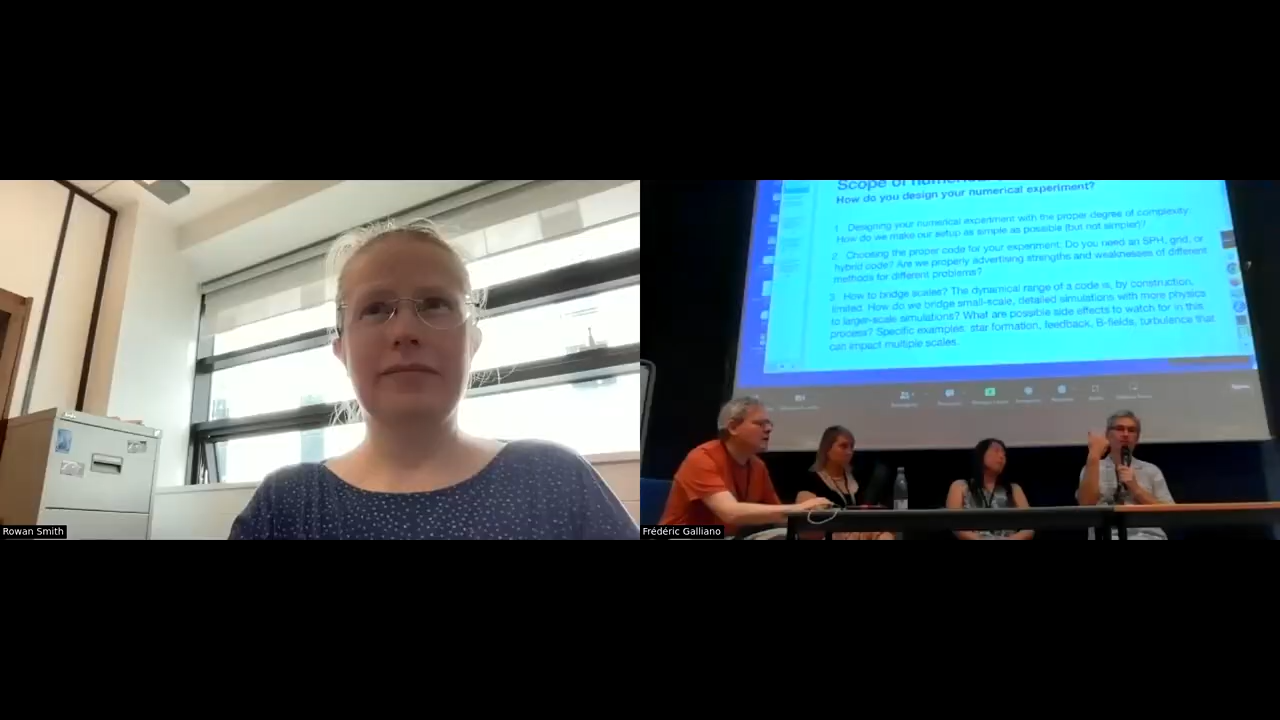 Scope of numerical
How do you design your numerical experiment?
1 Designing your numerical experiment with the proper degree of complexity:
How do we make our setup as simple as possible (but not simpler)?
2 Choosing the proper code for your experiment: Do you need an SPH, grid, or
hybrid code? Are we properly advertising strengths and weaknesses of different
methods for different problems?
3 How to bridge scales? The dynamical range of a code is, by construction,
limited. How do we bridge small-scale, detailed simulations with more physics
to larger-scale simulations? What are possible side effects to watch for in this
process? Specific examples: star formation, feedback, B-fields, turbulence that
can impact multiple scales.
Rowan Smith
Frédéric Galliano